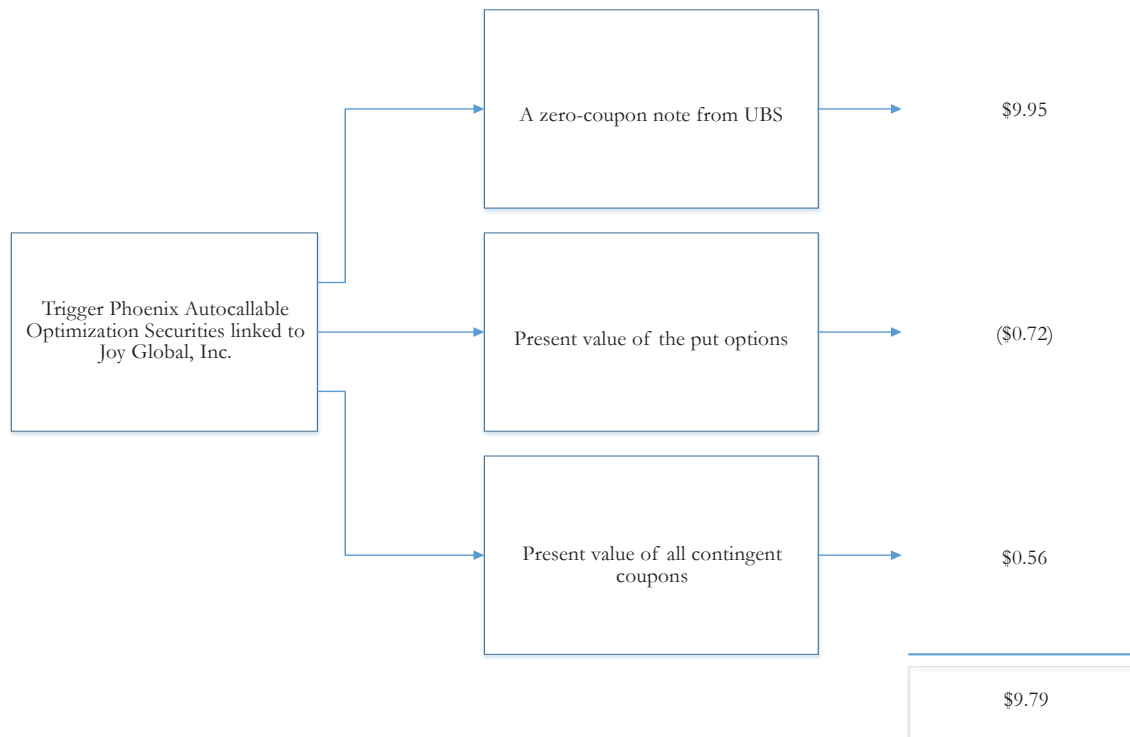 A zero-coupon note from UBS
$9.95
Trigger Phoenix Autocallable
Optimization Securities linked to
Joy Global, Inc.
Present value of the put options
($0.72)
Present value of all contingent
coupons
$0.56
$9.79